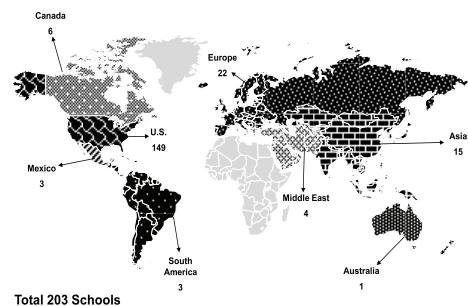 Canada
6
Europe
22
U.S.
149
Asia
15
Mexico
3
Middle East
4
South
America
3
Australia
1
Total 203 Schools